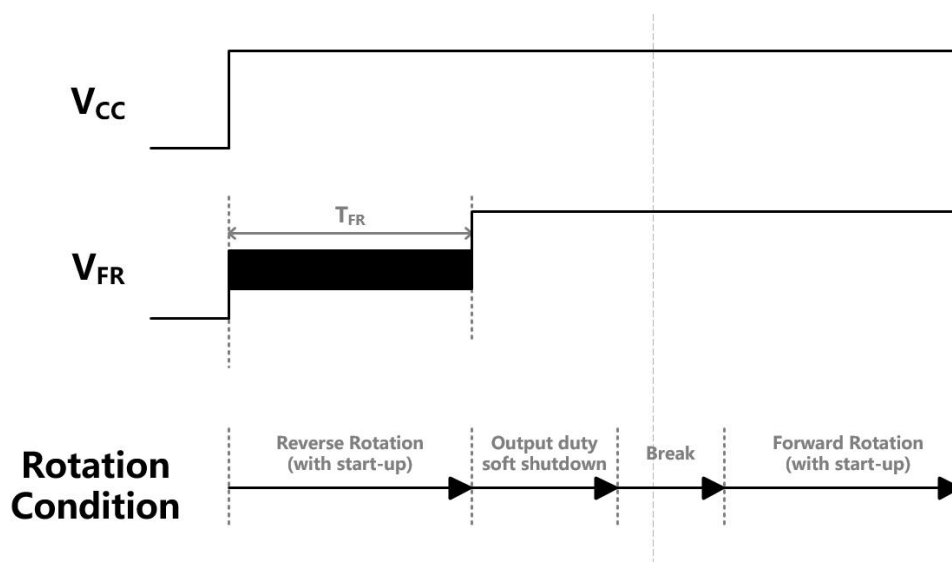 VCC
TFR
VFR
Reverse Rotation
(with start-up)
Output duty
soft shutdown
Break
Forward Rotation
(with start-up)
Rotation
Condition